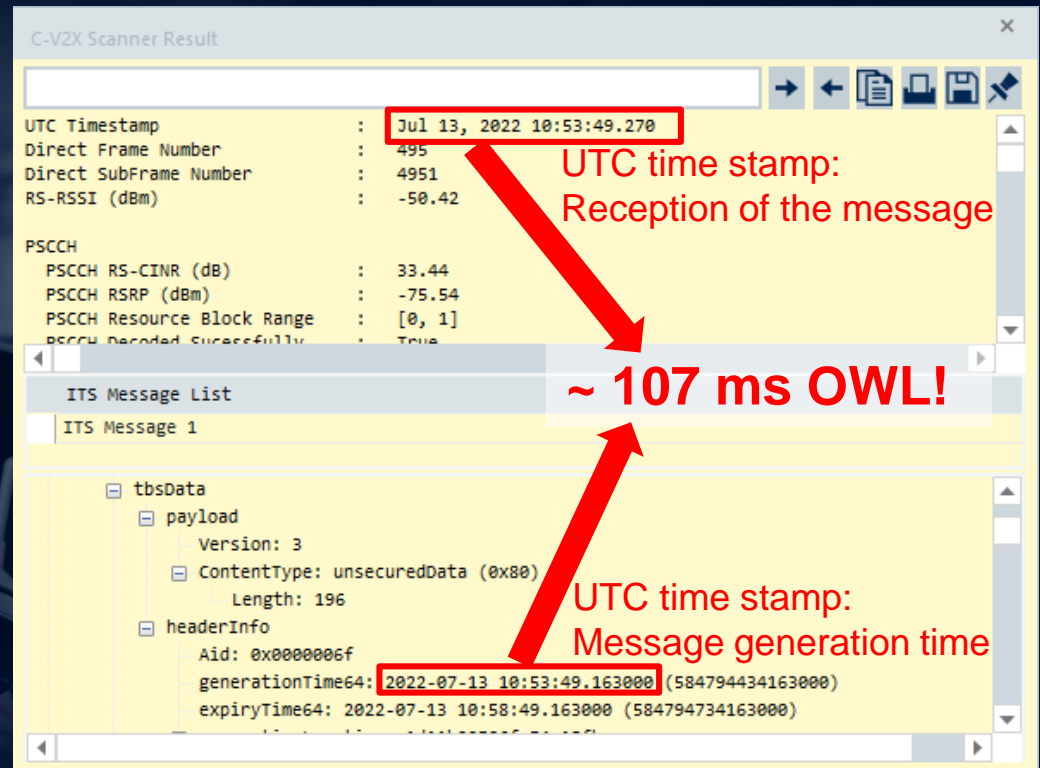 C-V2X Scanner Result
UTC Timestamp : Jul 13, 2022 10:53:49.270
Direct Frame Number : 495
Direct SubFrame Number : 4951
RS-RSSI (dBm) : -50.42
UTC time stamp:
Reception of the message
PSCCH
PSCCH RS-CINR (dB) : 33.44
PSCCH RSRP (dBm) : -75.54
PSCCH Resource Block Range : [0, 1]
PSCCH Decoded Sucessfully : True
~ 107 ms OWL!
ITS Message List
ITS Message 1
tbsData
payload
Version: 3
ContentType: unsecuredData (0x80)
Length: 196
UTC time stamp:
Message generation time
headerInfo
Aid: 0x0000006f
generationTime64: 2022-07-13 10:53:49.163000 (584794434163000)
expiryTime64: 2022-07-13 10:58:49.163000 (584794734163000)